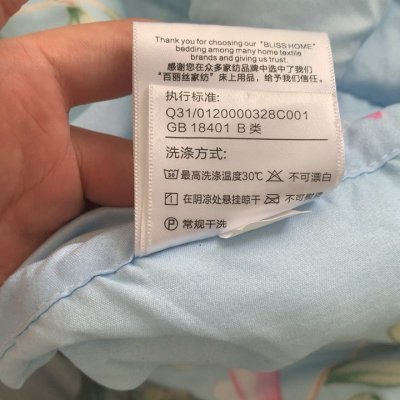 Thank you for choosing our "BLISS HOME"
bedding among many home textile
brands and giving us trust.
感谢您在众多家纺品牌中选中了我们
"百丽丝家纺"床上用品，给予我们信任。
执行标准:
Q31/0120000328C001
GB 18401 B 类
洗涤方式:
最高洗涤温度30℃ 不可漂白
在阴凉处悬挂晾干 不可
P 常规干洗